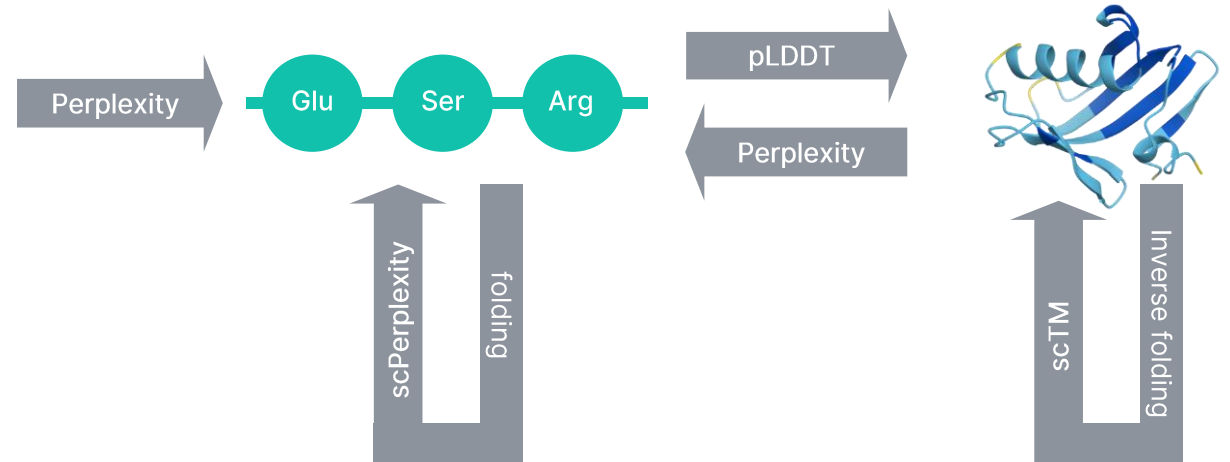 Perplexity
Glu
Ser
Arg
pLDDT
Perplexity
scPerplexity
folding
scTM
Inverse folding